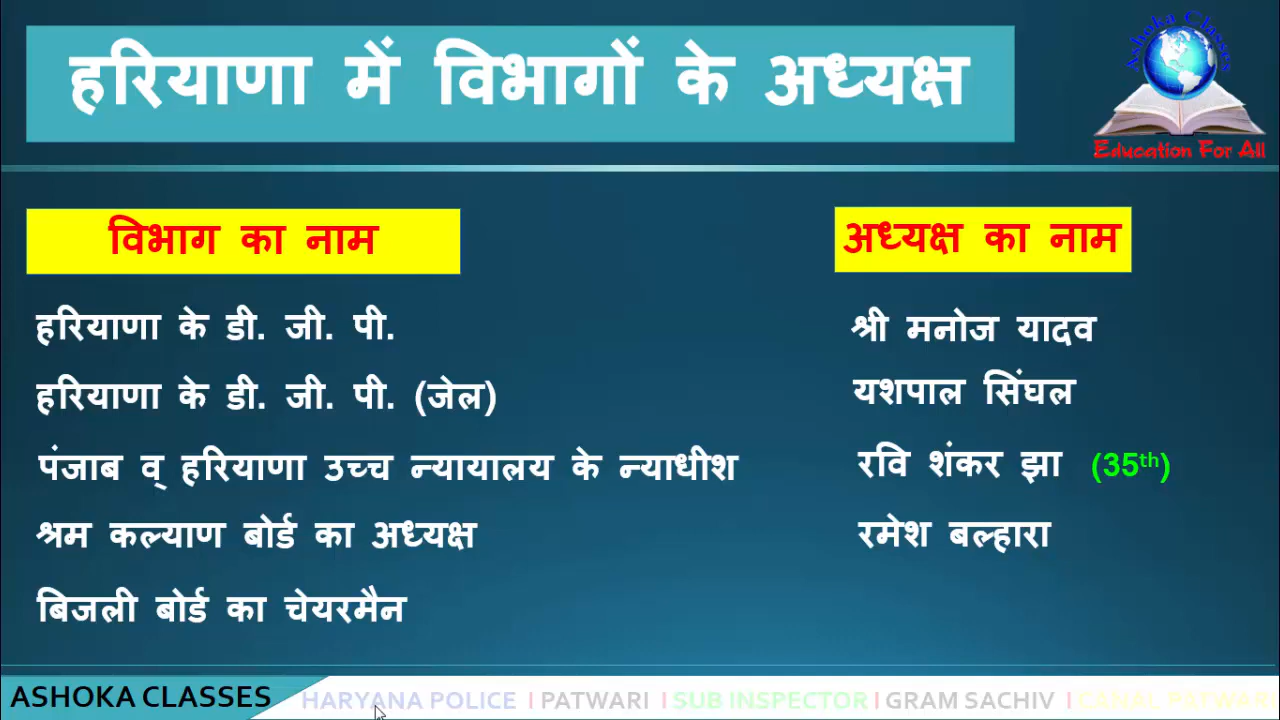 हरियाणा में विभागों के अध्यक्ष
Ashoka Classes
Education For All
विभाग का नाम
अध्यक्ष का नाम
हरियाणा के डी. जी. पी.
श्री मनोज यादव
हरियाणा के डी. जी. पी. (जेल)
यशपाल सिंघल
पंजाब व् हरियाणा उच्च न्यायालय के न्याधीश
रवि शंकर झा (35th)
श्रम कल्याण बोर्ड का अध्यक्ष
रमेश बल्हारा
बिजली बोर्ड का चेयरमैन
ASHOKA CLASSES
HARYANA POLICE | PATWARI | SUB INSPECTOR | GRAM SACHIV | CANAL PATWARI